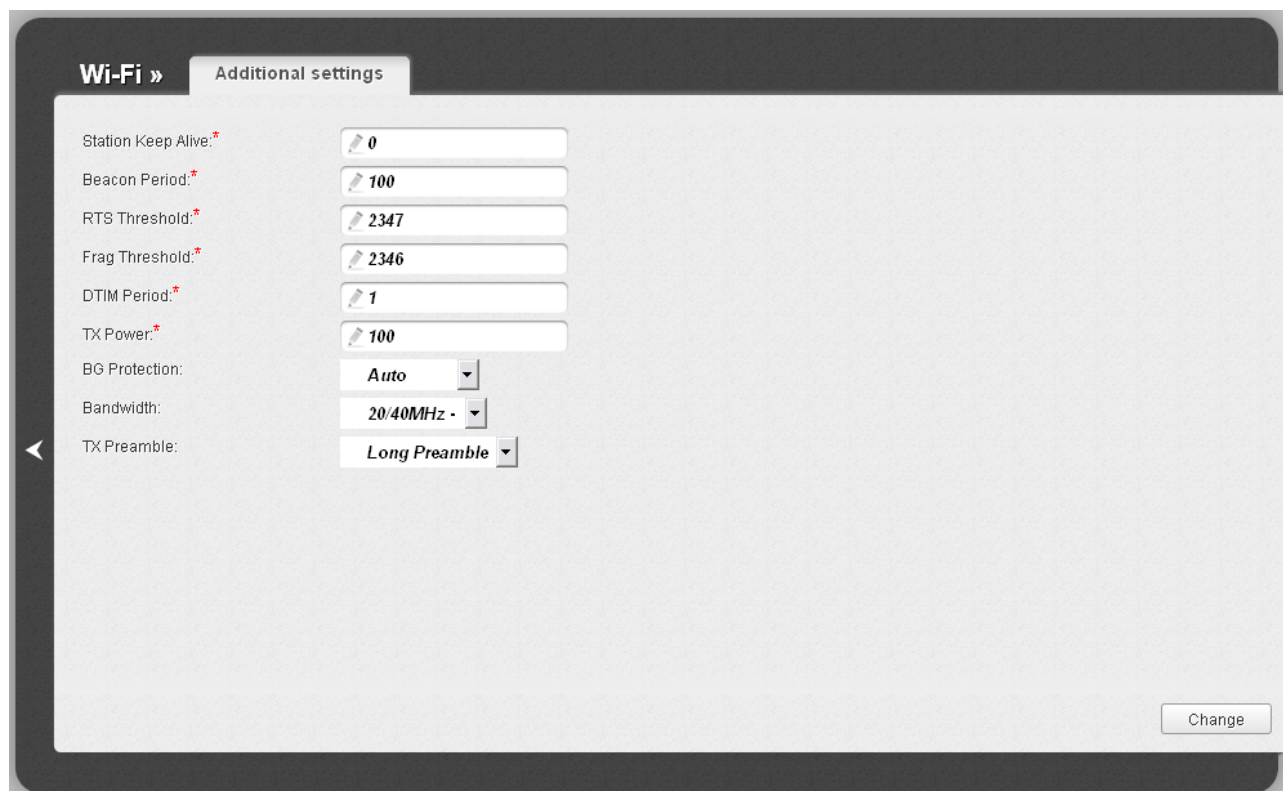 Wi-Fi » Additional settings
Station Keep Alive:* 0
Beacon Period:* 100
RTS Threshold:* 2347
Frag Threshold:* 2346
DTIM Period:* 1
TX Power:* 100
BG Protection: Auto
Bandwidth: 20/40MHz -
TX Preamble: Long Preamble
Change